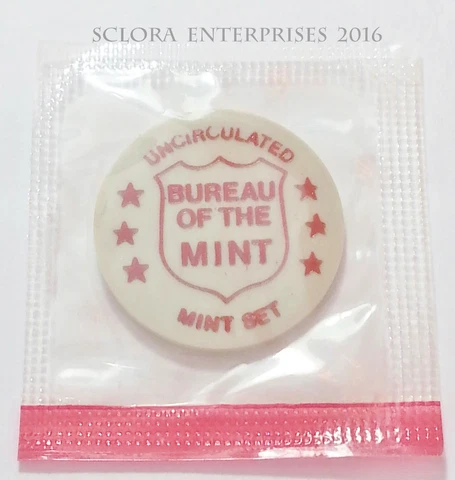 SCLORA ENTERPRISES 2016
UNCIRCULATED
BUREAU
OF THE
MINT
MINT SET